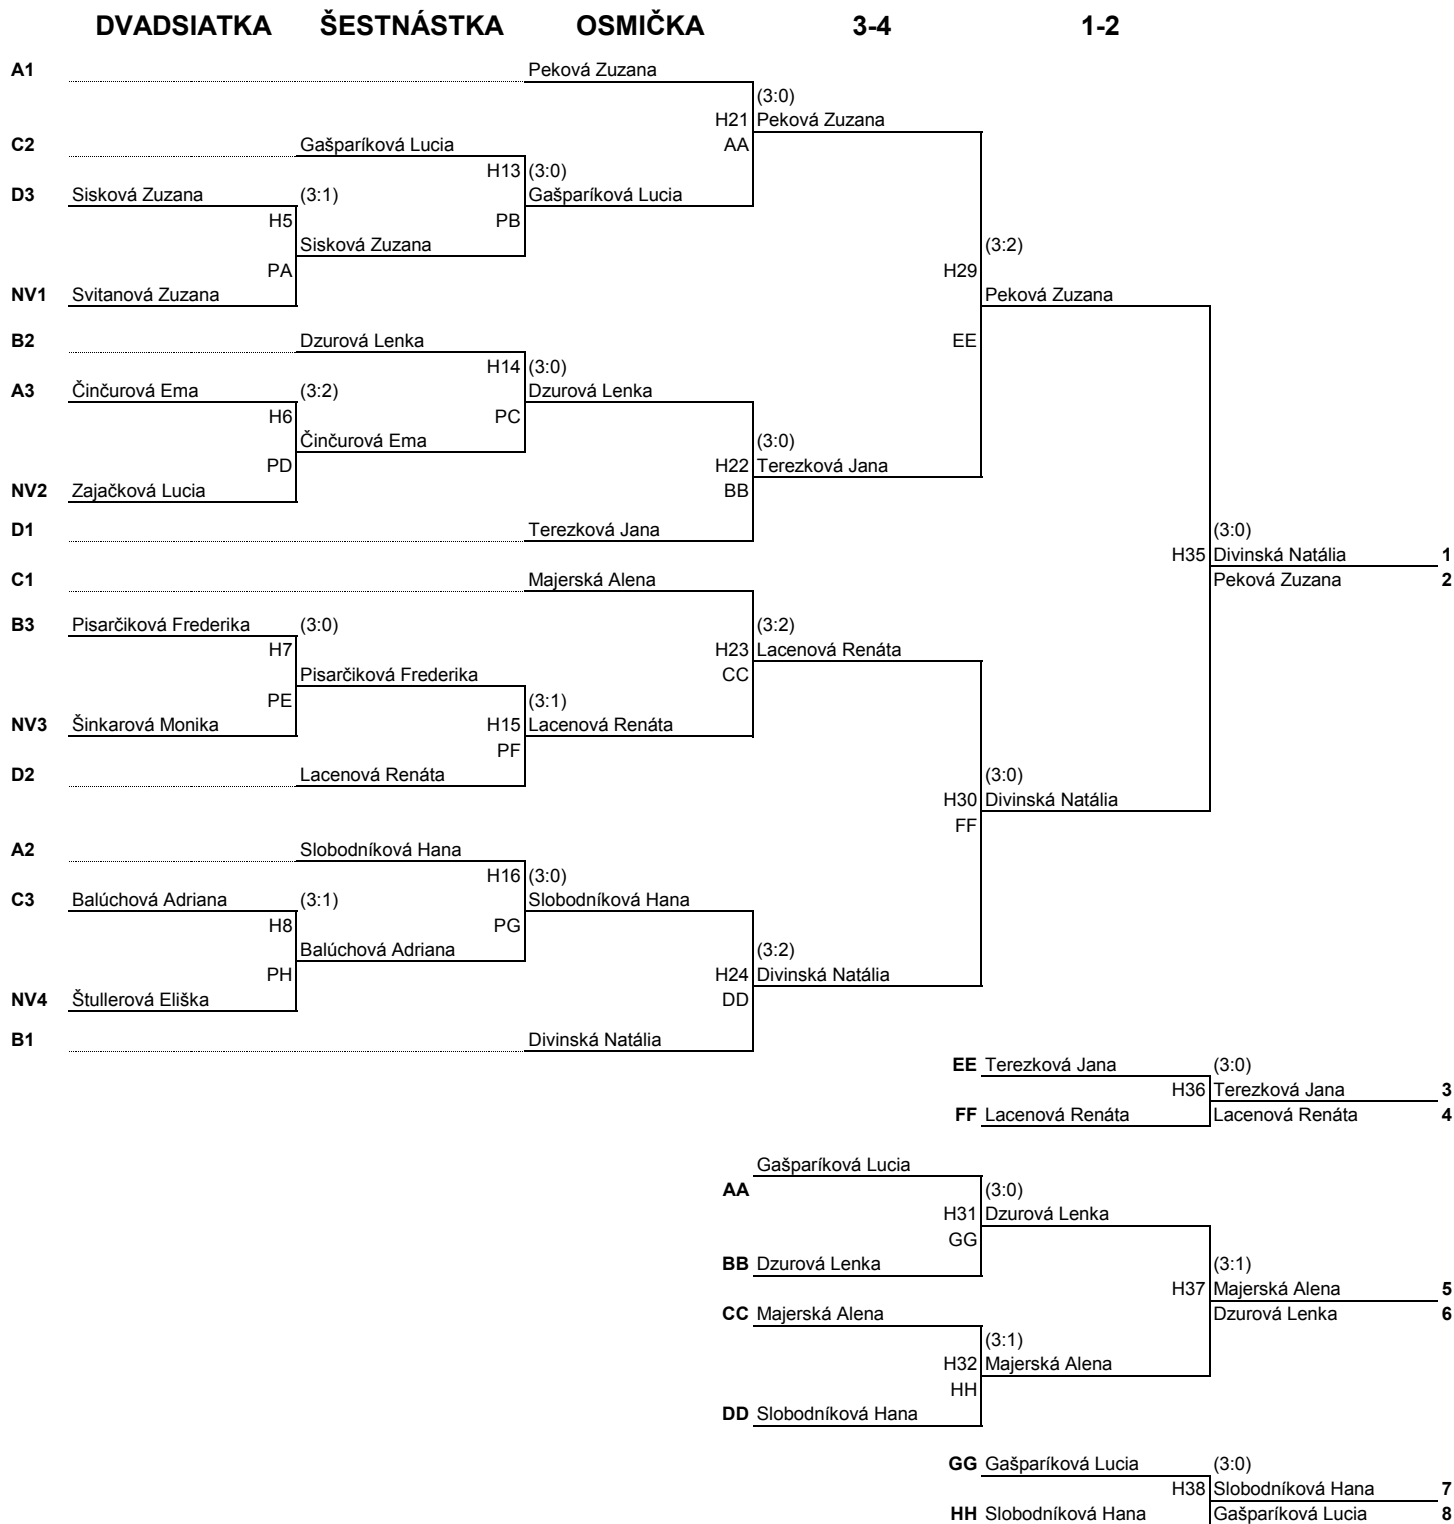 DVADSIATKA ŠESTNÁSTKA OSMIČKA 3-4 1-2
A1 Peková Zuzana
(3:0)
H21 Peková Zuzana
C2 Gašparíková Lucia AA
H13 (3:0)
D3 Sisková Zuzana (3:1) Gašparíková Lucia
H5 PB
Sisková Zuzana (3:2)
PA H29
NV1 Svitanová Zuzana Peková Zuzana
B2 Dzurová Lenka EE
H14 (3:0)
A3 Činčurová Ema (3:2) Dzurová Lenka
H6 PC
Činčurová Ema (3:0)
PD H22 Terezková Jana
NV2 Zajačková Lucia BB
D1 Terezková Jana (3:0)
H35 Divinská Natália 1
C1 Majerská Alena Peková Zuzana 2
B3 Pisarčiková Frederika (3:0) (3:2)
H7 H23 Lacenová Renáta
Pisarčiková Frederika CC
PE (3:1)
NV3 Šinkarová Monika H15 Lacenová Renáta
PF
D2 Lacenová Renáta (3:0)
H30 Divinská Natália
FF
A2 Slobodníková Hana
H16 (3:0)
C3 Balúchová Adriana (3:1) Slobodníková Hana
H8 PG
Balúchová Adriana (3:2)
PH H24 Divinská Natália
NV4 Štullerová Eliška DD
B1 Divinská Natália
EE Terezková Jana (3:0)
H36 Terezková Jana 3
FF Lacenová Renáta Lacenová Renáta 4
Gašparíková Lucia
AA (3:0)
H31 Dzurová Lenka
GG
BB Dzurová Lenka (3:1)
H37 Majerská Alena 5
CC Majerská Alena Dzurová Lenka 6
(3:1)
H32 Majerská Alena
HH
DD Slobodníková Hana
GG Gašparíková Lucia (3:0)
H38 Slobodníková Hana 7
HH Slobodníková Hana Gašparíková Lucia 8